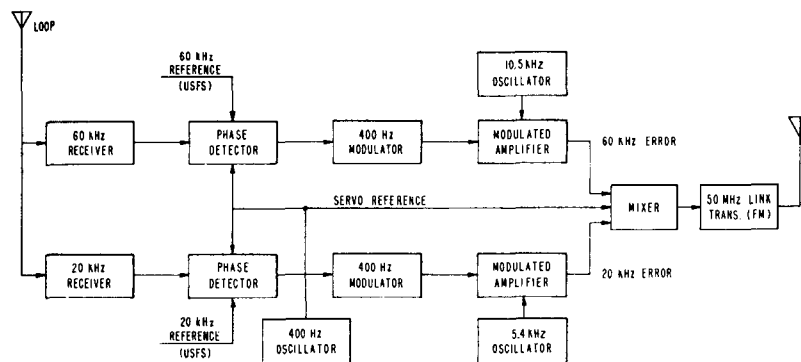 LOOP
60 kHz
REFERENCE
(USFS)
10.5 kHz
OSCILLATOR
60 kHz
RECEIVER
PHASE
DETECTOR
400 Hz
MODULATOR
MODULATED
AMPLIFIER
60 kHz ERROR
SERVO REFERENCE
MIXER
50 MHz LINK
TRANS. (FM)
20 kHz
RECEIVER
PHASE
DETECTOR
400 Hz
MODULATOR
MODULATED
AMPLIFIER
20 kHz ERROR
20 kHz
REFERENCE
(USFS)
400 Hz
OSCILLATOR
5.4 kHz
OSCILLATOR